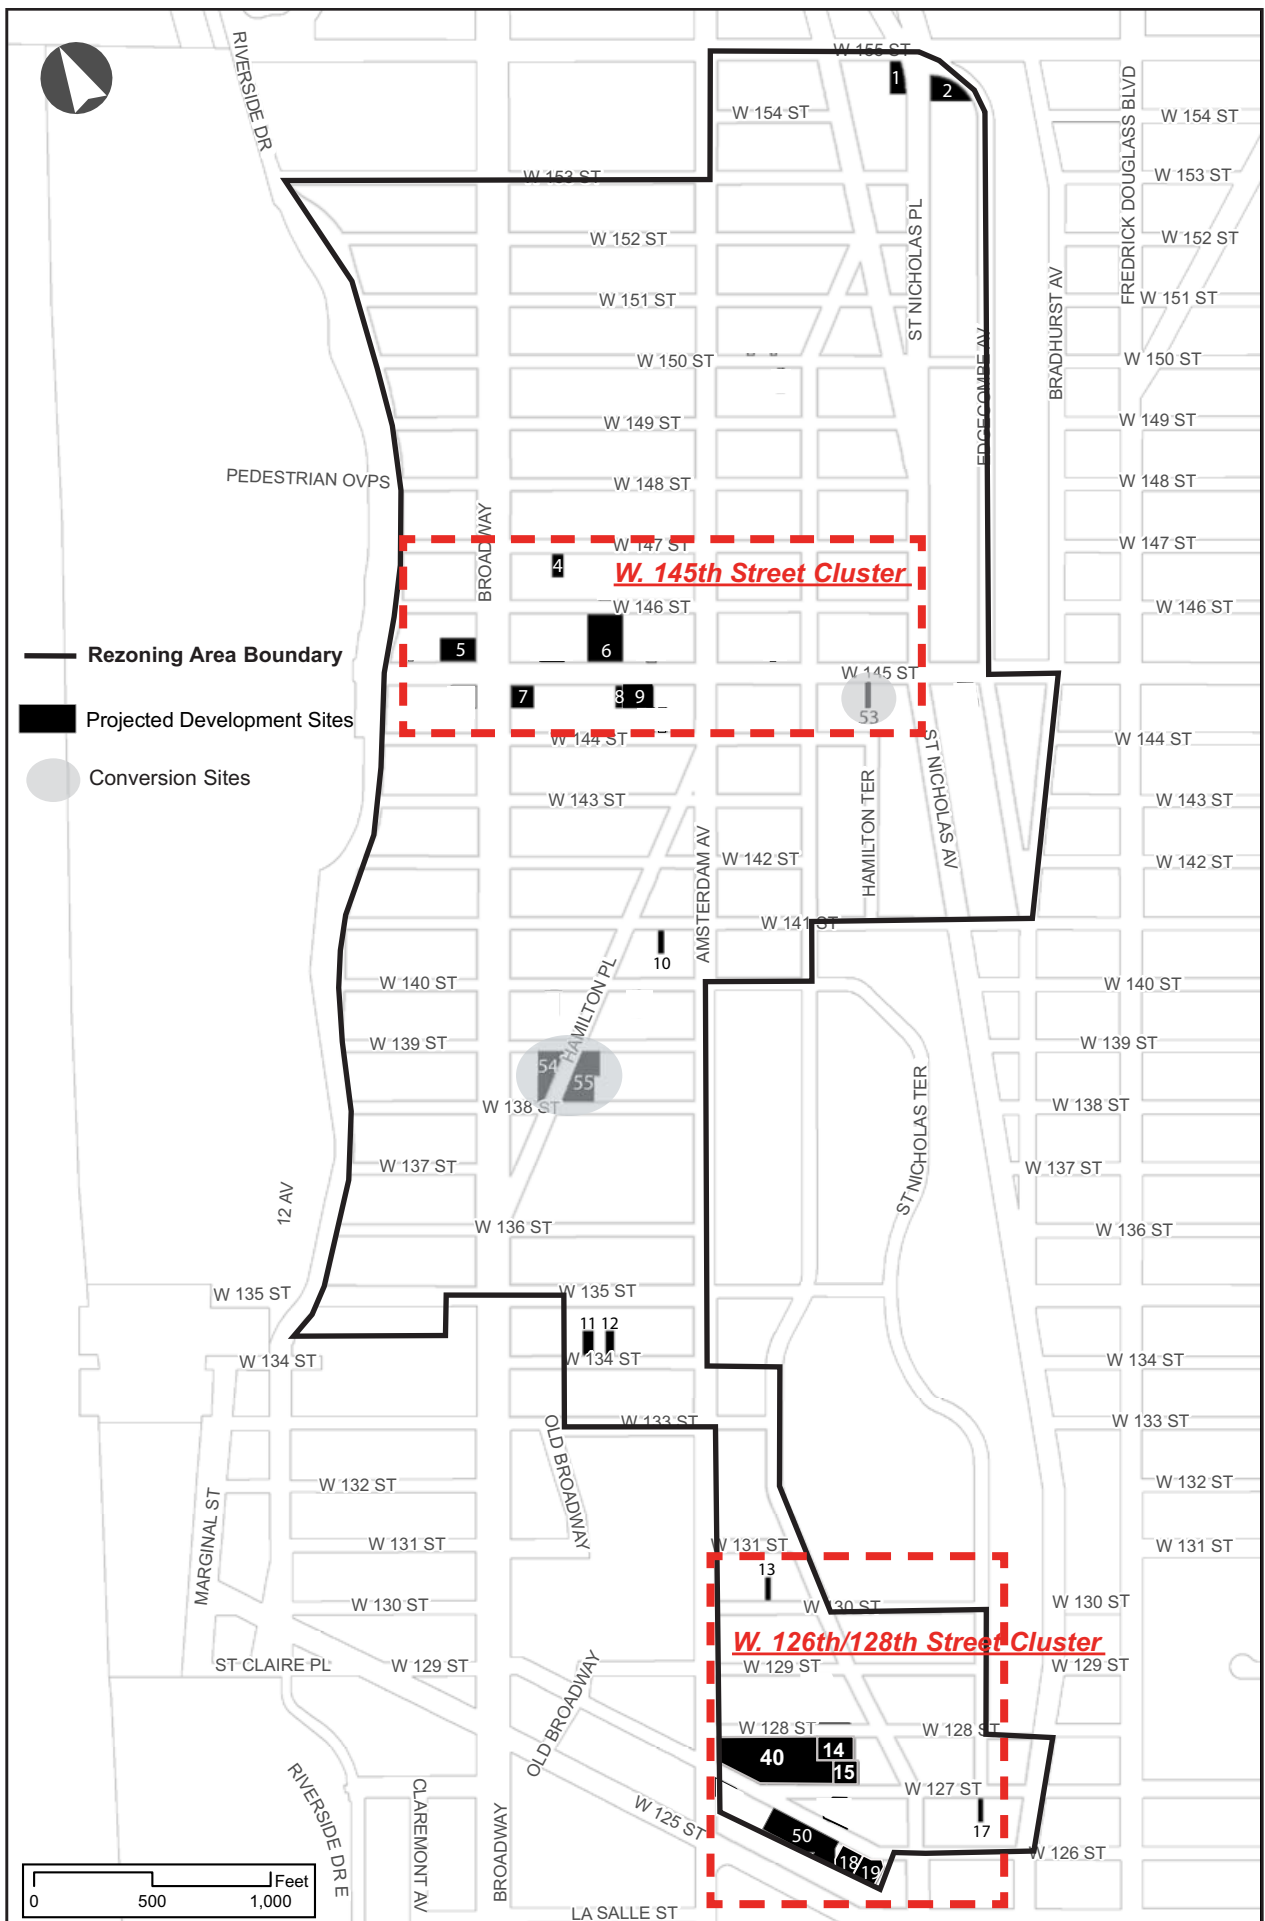 W 155 ST
RIVERSIDE DR
1
2
FREDRICK DOUGLASS BLVD
W 154 ST
W 154 ST
W 153 ST
W 153 ST
ST NICHOLAS PL
W 152 ST
W 152 ST
W 151 ST
W 151 ST
BRADHURST AV
EDGECOMBE AV
W 150 ST
W 150 ST
W 149 ST
W 149 ST
PEDESTRIAN OVPS
W 148 ST
W 148 ST
BROADWAY
W 147 ST
W 147 ST
4
W. 145th Street Cluster
W 146 ST
W 146 ST
5
6
Rezoning Area Boundary
W 145 ST
7
8
9
53
Projected Development Sites
W 144 ST
W 144 ST
ST NICHOLAS AV
Conversion Sites
W 143 ST
W 143 ST
HAMILTON TER
AMSTERDAM AV
W 142 ST
W 142 ST
W 141 ST
10
W 140 ST
W 140 ST
HAMILTON PL
W 139 ST
W 139 ST
54
55
W 138 ST
W 138 ST
ST NICHOLAS TER
W 137 ST
W 137 ST
12 AV
W 136 ST
W 136 ST
W 135 ST
W 135 ST
11
12
W 134 ST
W 134 ST
W 134 ST
W 133 ST
W 133 ST
OLD BROADWAY
W 132 ST
W 132 ST
MARGINAL ST
W 131 ST
W 131 ST
W 131 ST
13
W 130 ST
W 130 ST
W 130 ST
W. 126th/128th Street Cluster
ST CLAIRE PL
W 129 ST
W 129 ST
W 129 ST
OLD BROADWAY
W 128 ST
W 128 ST
40
14
15
W 127 ST
RIVERSIDE DR E
CLAREMONT AV
BROADWAY
W 125 ST
50
17
18
19
W 126 ST
Feet
0
500
1,000
LA SALLE ST